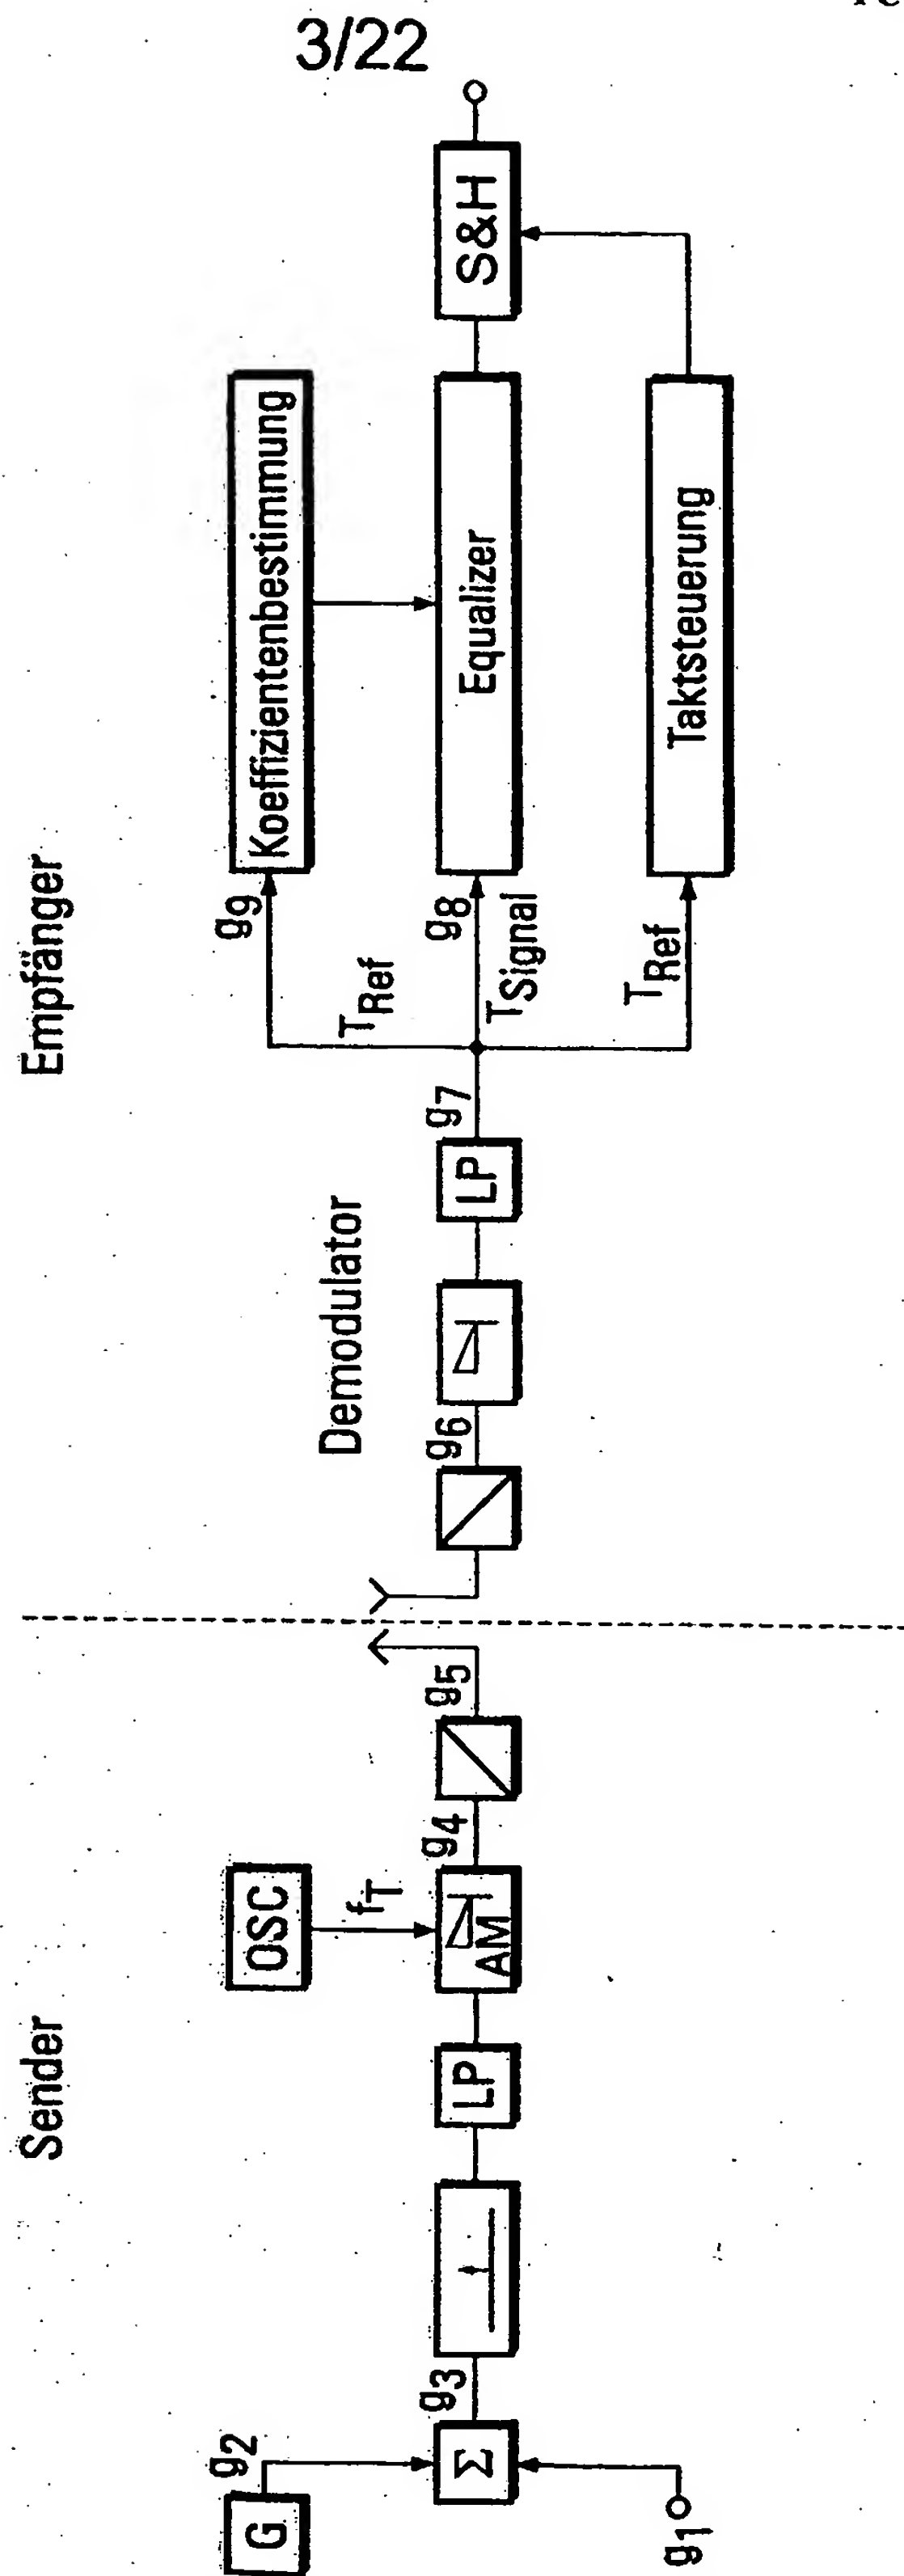 3/22
Sender
Empfänger
Demodulator
G
g2
g1
Σ
g3
LP
OSC
fT
AM
g4
g5
g6
LP
g7
TRef
g9
Koeffizientenbestimmung
TSignal
g8
Equalizer
S&H
TRef
Taktsteuerung